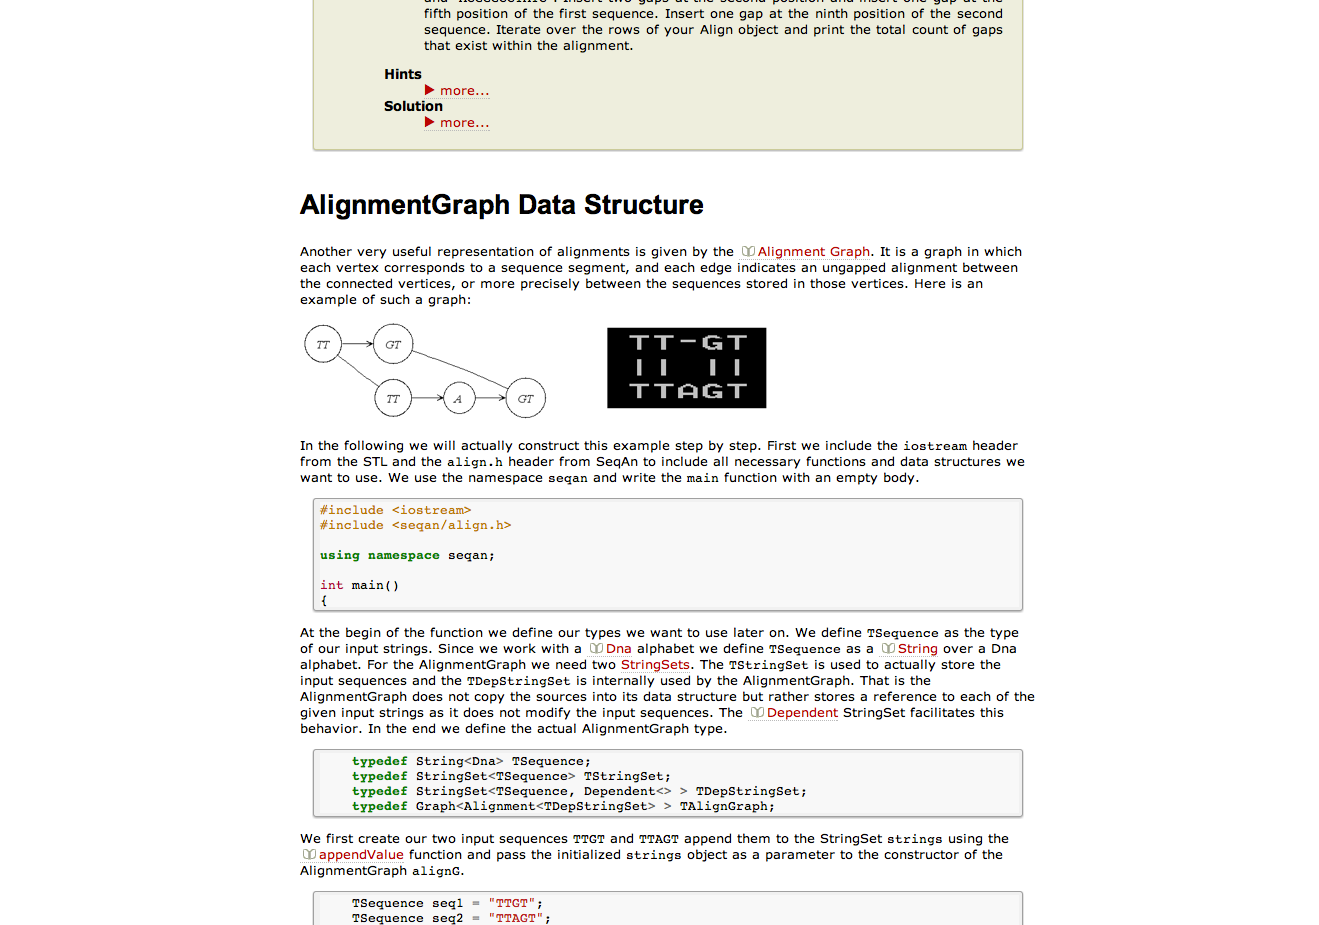 fifth position of the first sequence. Insert one gap at the ninth position of the second
sequence. Iterate over the rows of your Align object and print the total count of gaps
that exist within the alignment.
Hints
▶ more...
Solution
▶ more...
AlignmentGraph Data Structure
Another very useful representation of alignments is given by the Alignment Graph. It is a graph in which
each vertex corresponds to a sequence segment, and each edge indicates an ungapped alignment between
the connected vertices, or more precisely between the sequences stored in those vertices. Here is an
example of such a graph:
TT GT
TT A GT
TT-GT
|| ||
TTAGT
In the following we will actually construct this example step by step. First we include the iostream header
from the STL and the align.h header from SeqAn to include all necessary functions and data structures we
want to use. We use the namespace seqan and write the main function with an empty body.
#include <iostream>
#include <seqan/align.h>
using namespace seqan;
int main()
{
At the begin of the function we define our types we want to use later on. We define TSequence as the type
of our input strings. Since we work with a Dna alphabet we define TSequence as a String over a Dna
alphabet. For the AlignmentGraph we need two StringSets. The TStringSet is used to actually store the
input sequences and the TDepStringSet is internally used by the AlignmentGraph. That is the
AlignmentGraph does not copy the sources into its data structure but rather stores a reference to each of the
given input strings as it does not modify the input sequences. The Dependent StringSet facilitates this
behavior. In the end we define the actual AlignmentGraph type.
typedef String<Dna> TSequence;
typedef StringSet<TSequence> TStringSet;
typedef StringSet<TSequence, Dependent<> > TDepStringSet;
typedef Graph<Alignment<TDepStringSet> > TAlignGraph;
We first create our two input sequences TTGT and TTAGT append them to the StringSet strings using the
appendValue function and pass the initialized strings object as a parameter to the constructor of the
AlignmentGraph alignG.
TSequence seq1 = "TTGT";
TSequence seq2 = "TTAGT";